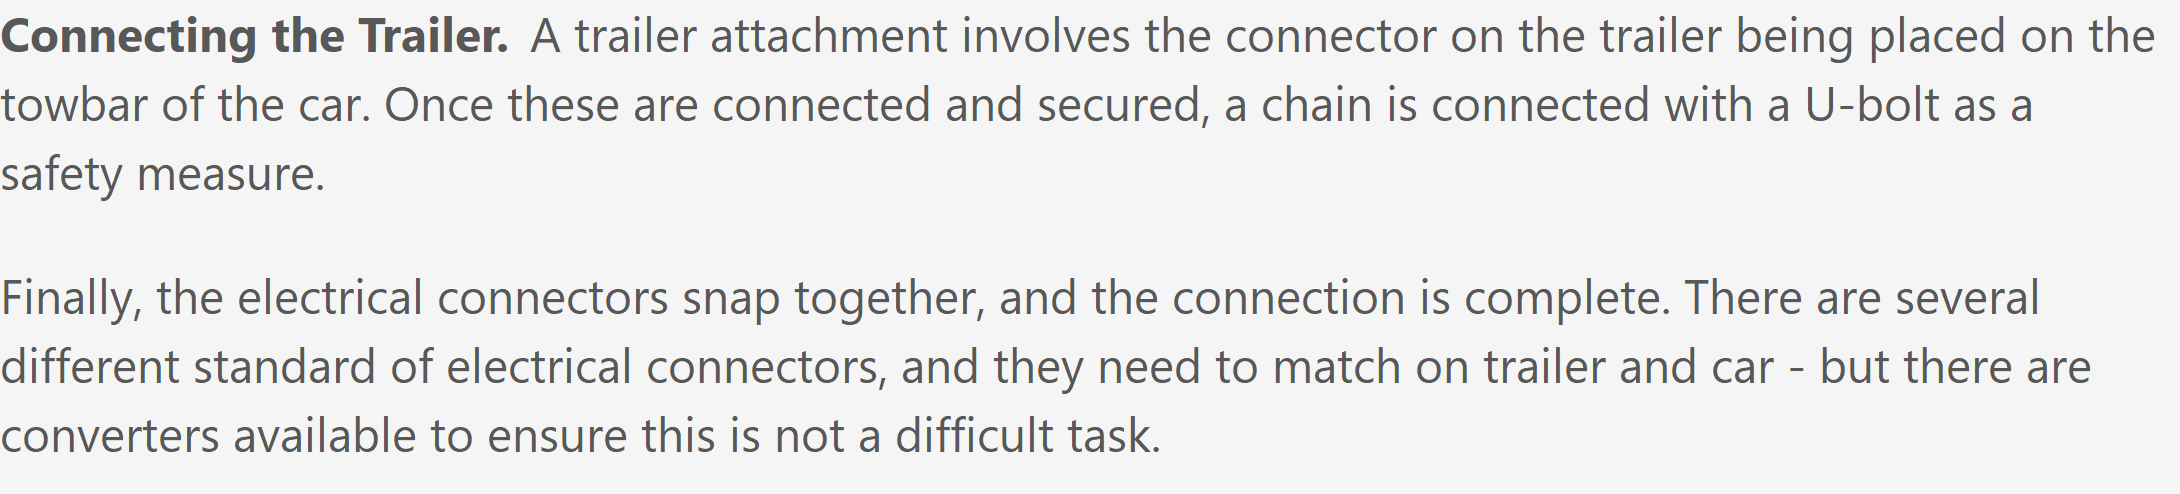 Connecting the Trailer. A trailer attachment involves the connector on the trailer being placed on the
towbar of the car. Once these are connected and secured, a chain is connected with a U-bolt as a
safety measure.
Finally, the electrical connectors snap together, and the connection is complete. There are several
different standard of electrical connectors, and they need to match on trailer and car - but there are
converters available to ensure this is not a difficult task.